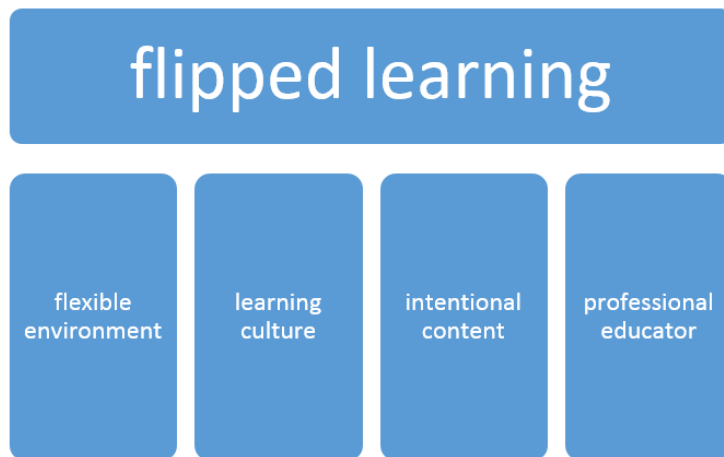 flipped learning
flexible
environment
learning
culture
intentional
content
professional
educator